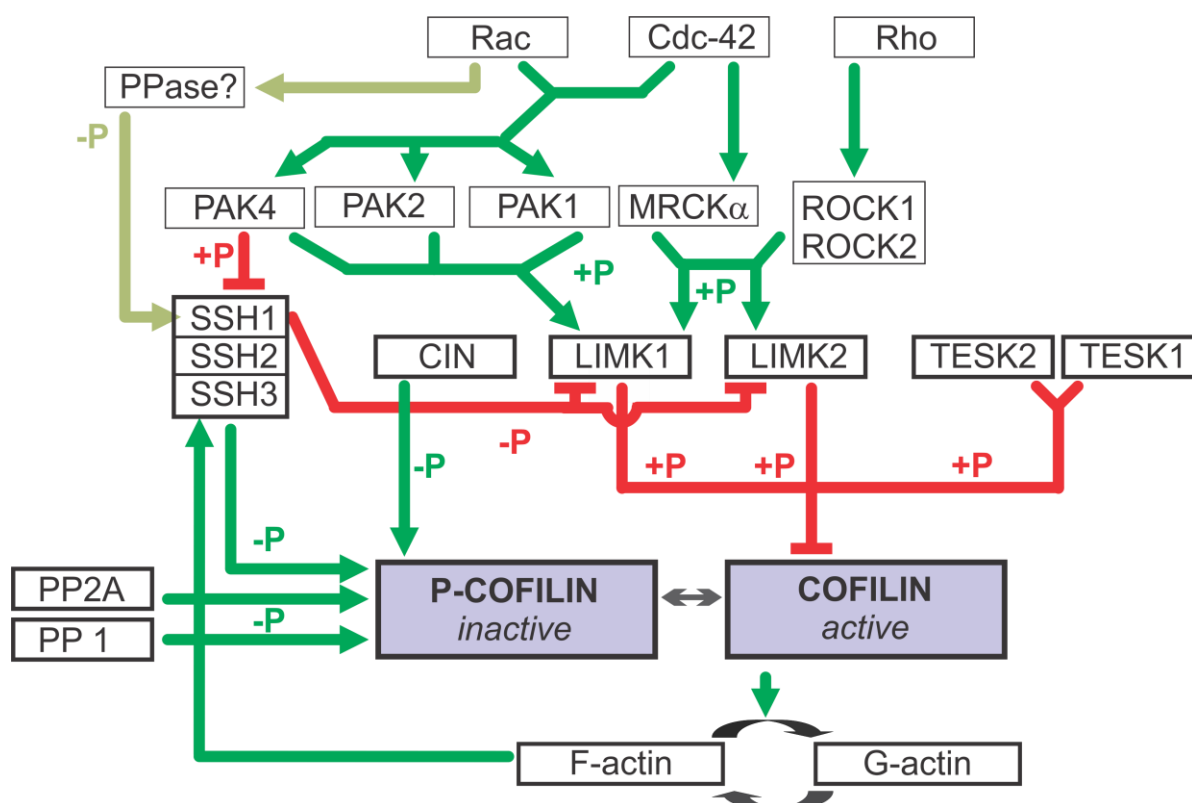 Rac
Cdc-42
Rho
PPase?
-P
PAK4
PAK2
PAK1
MRCKα
ROCK1
ROCK2
+P
+P
+P
SSH1
SSH2
SSH3
CIN
LIMK1
LIMK2
TESK2
TESK1
-P
-P
+P
+P
+P
-P
PP2A
P-COFILIN
inactive
COFILIN
active
-P
PP 1
F-actin
G-actin